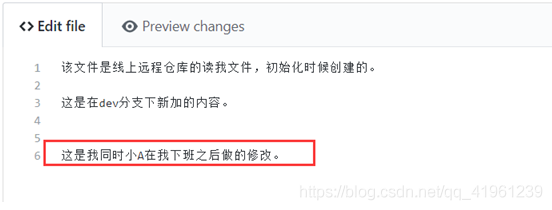 Edit file
Preview changes
1 该文件是线上远程仓库的读我文件，初始化时候创建的。
2
3 这是在dev分支下新加的内容。
4
5
6 这是我同时小A在我下班之后做的修改。
https://blog.csdn.net/qq_41961239